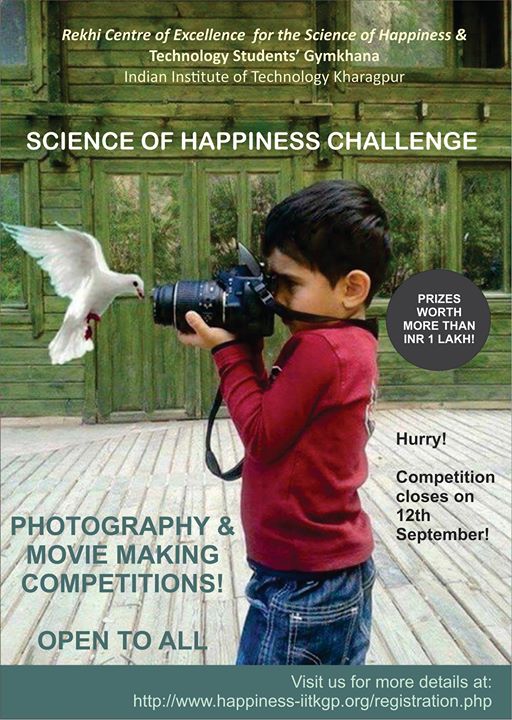 Rekhi Centre of Excellence for the Science of Happiness &
Technology Students' Gymkhana
Indian Institute of Technology Kharagpur
SCIENCE OF HAPPINESS CHALLENGE
PRIZES
WORTH
MORE THAN
INR 1 LAKH!
Hurry!
Competition
closes on
12th
September!
PHOTOGRAPHY &
MOVIE MAKING
COMPETITIONS!
OPEN TO ALL
Visit us for more details at:
http://www.happiness-iitkgp.org/registration.php